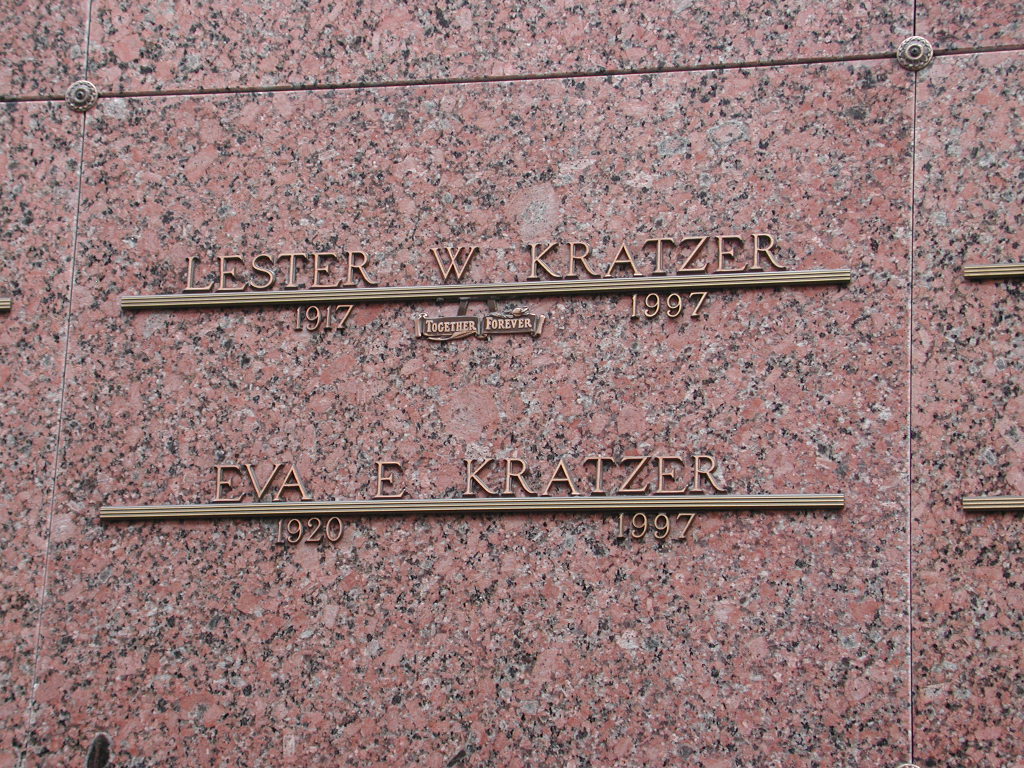 LESTER W KRATZER
1917 1997
TOGETHER FOREVER
EVA E KRATZER
1920 1997